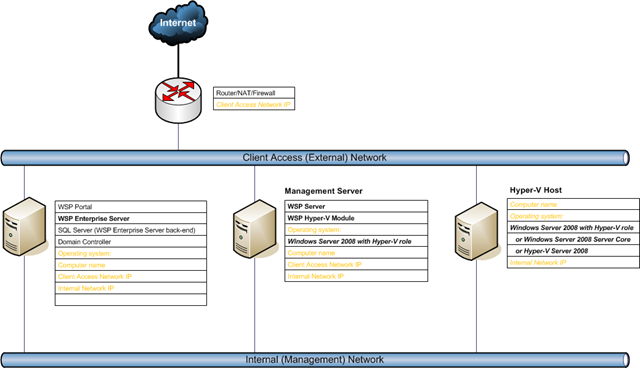 Internet
Router/NAT/Firewall
Client Access Network IP
Client Access (External) Network
WSP Portal
WSP Enterprise Server
SQL Server (WSP Enterprise Server back-end)
Domain Controller
Operating system:
Computer name
Client Access Network IP
Internal Network IP
Management Server
WSP Server
WSP Hyper-V Module
Operating system:
Windows Server 2008 with Hyper-V role
Computer name
Client Access Network IP
Internal Network IP
Hyper-V Host
Computer name
Operating system:
Windows Server 2008 with Hyper-V role
or Windows Server 2008 Server Core
or Hyper-V Server 2008
Internal Network IP
Internal (Management) Network